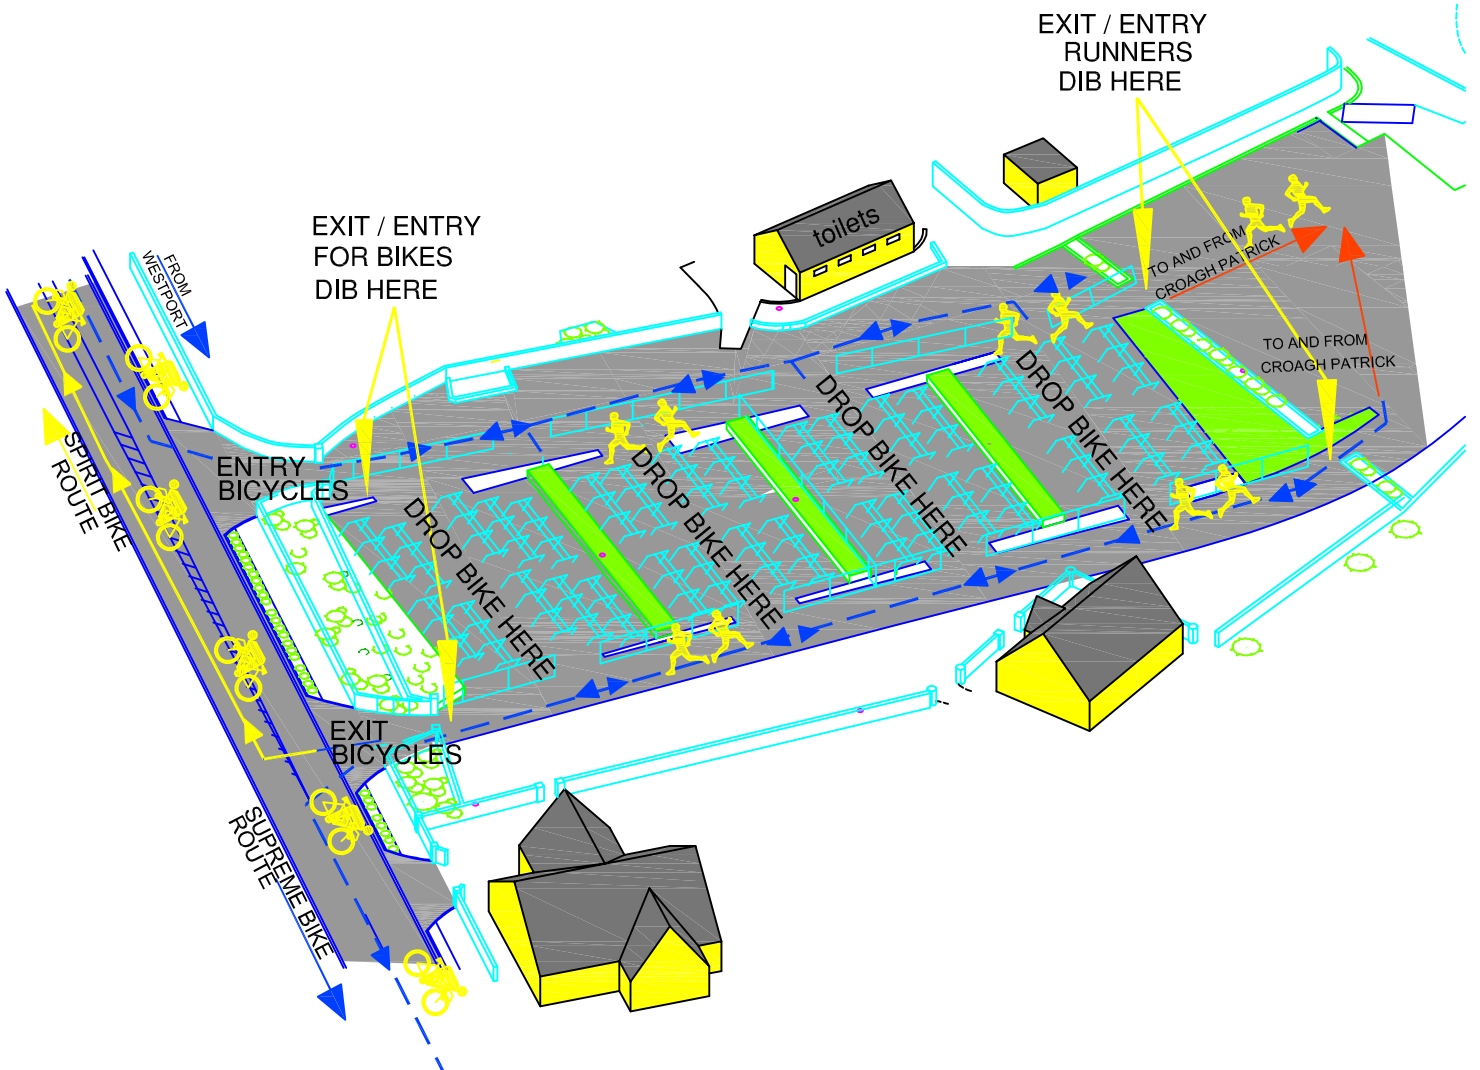 EXIT / ENTRY
RUNNERS
DIB HERE
EXIT / ENTRY
FOR BIKES
DIB HERE
toilets
FROM
WESTPORT
TO AND FROM
CROAGH PATRICK
TO AND FROM
CROAGH PATRICK
ENTRY
BICYCLES
SPIRIT BIKE
ROUTE
DROP BIKE HERE
DROP BIKE HERE
DROP BIKE HERE
DROP BIKE HERE
EXIT
BICYCLES
SUPREME BIKE
ROUTE